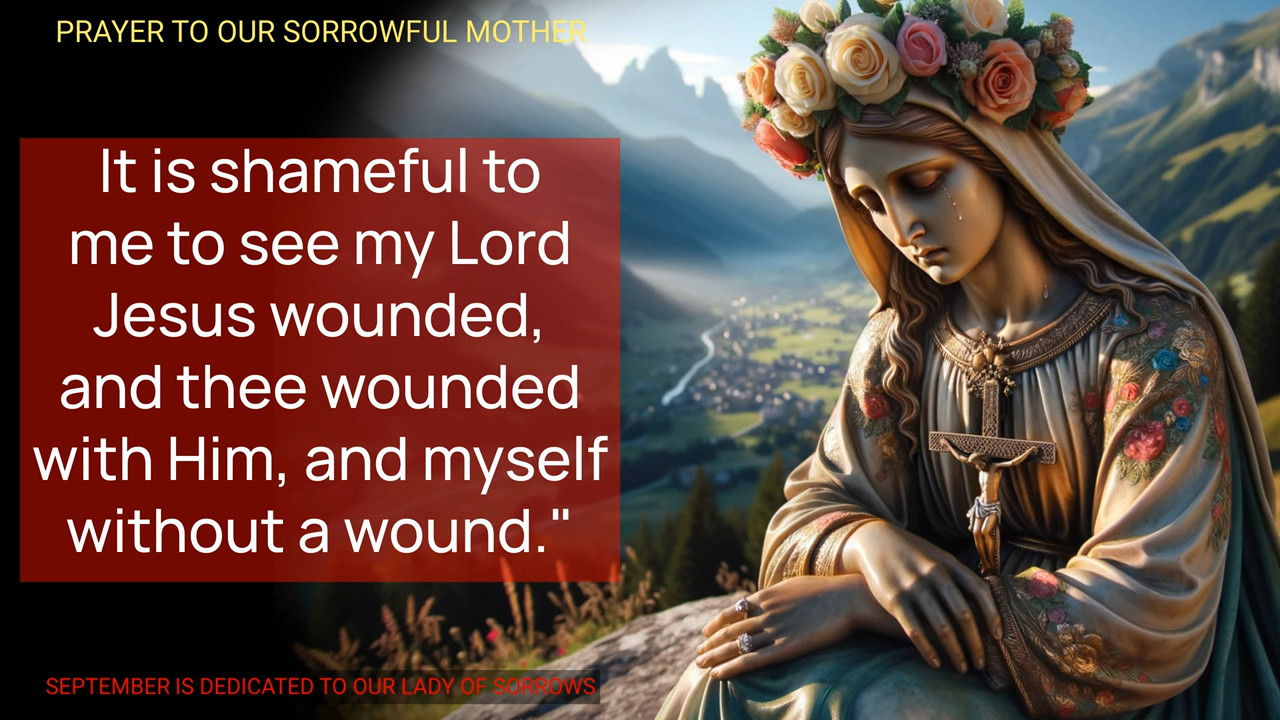 PRAYER TO OUR SORROWFUL MOTHER
It is shameful to
me to see my Lord
Jesus wounded,
and thee wounded
with Him, and myself
without a wound."
SEPTEMBER IS DEDICATED TO OUR LADY OF SORROWS